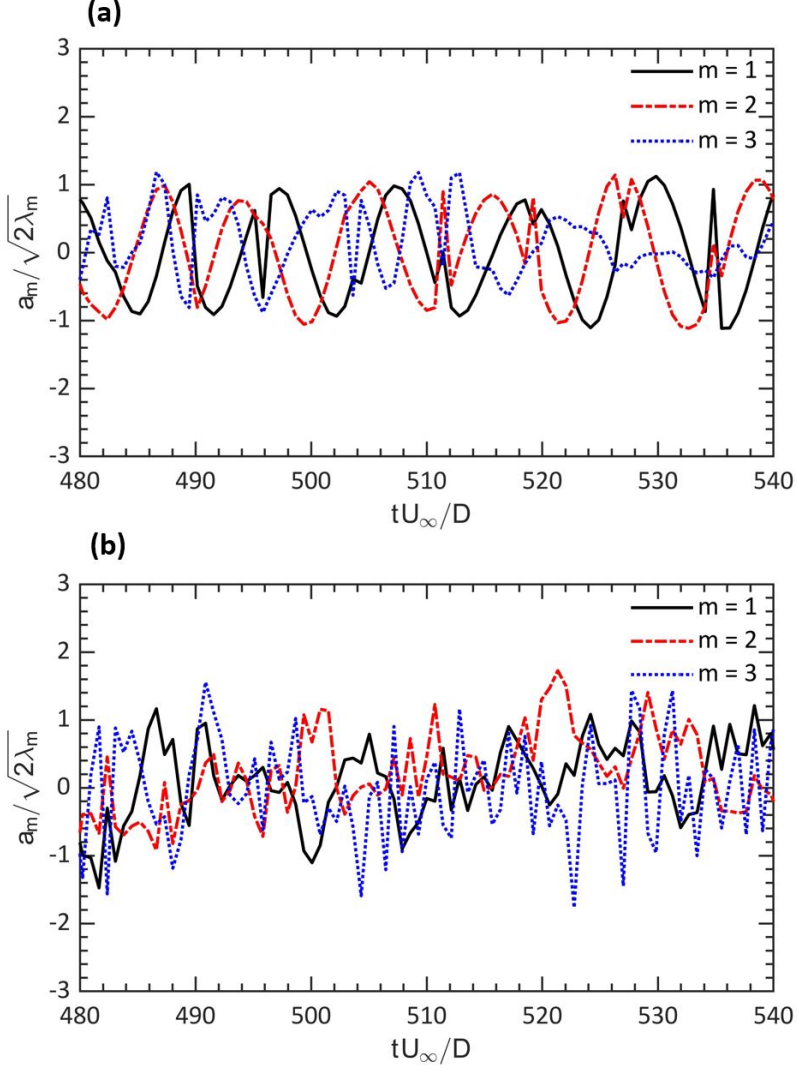 (a)
3
2
1
0
-1
-2
-3
a_m/√2λ_m
m = 1
m = 2
m = 3
480 490 500 510 520 530 540
tU∞/D
(b)
3
2
1
0
-1
-2
-3
a_m/√2λ_m
m = 1
m = 2
m = 3
480 490 500 510 520 530 540
tU∞/D